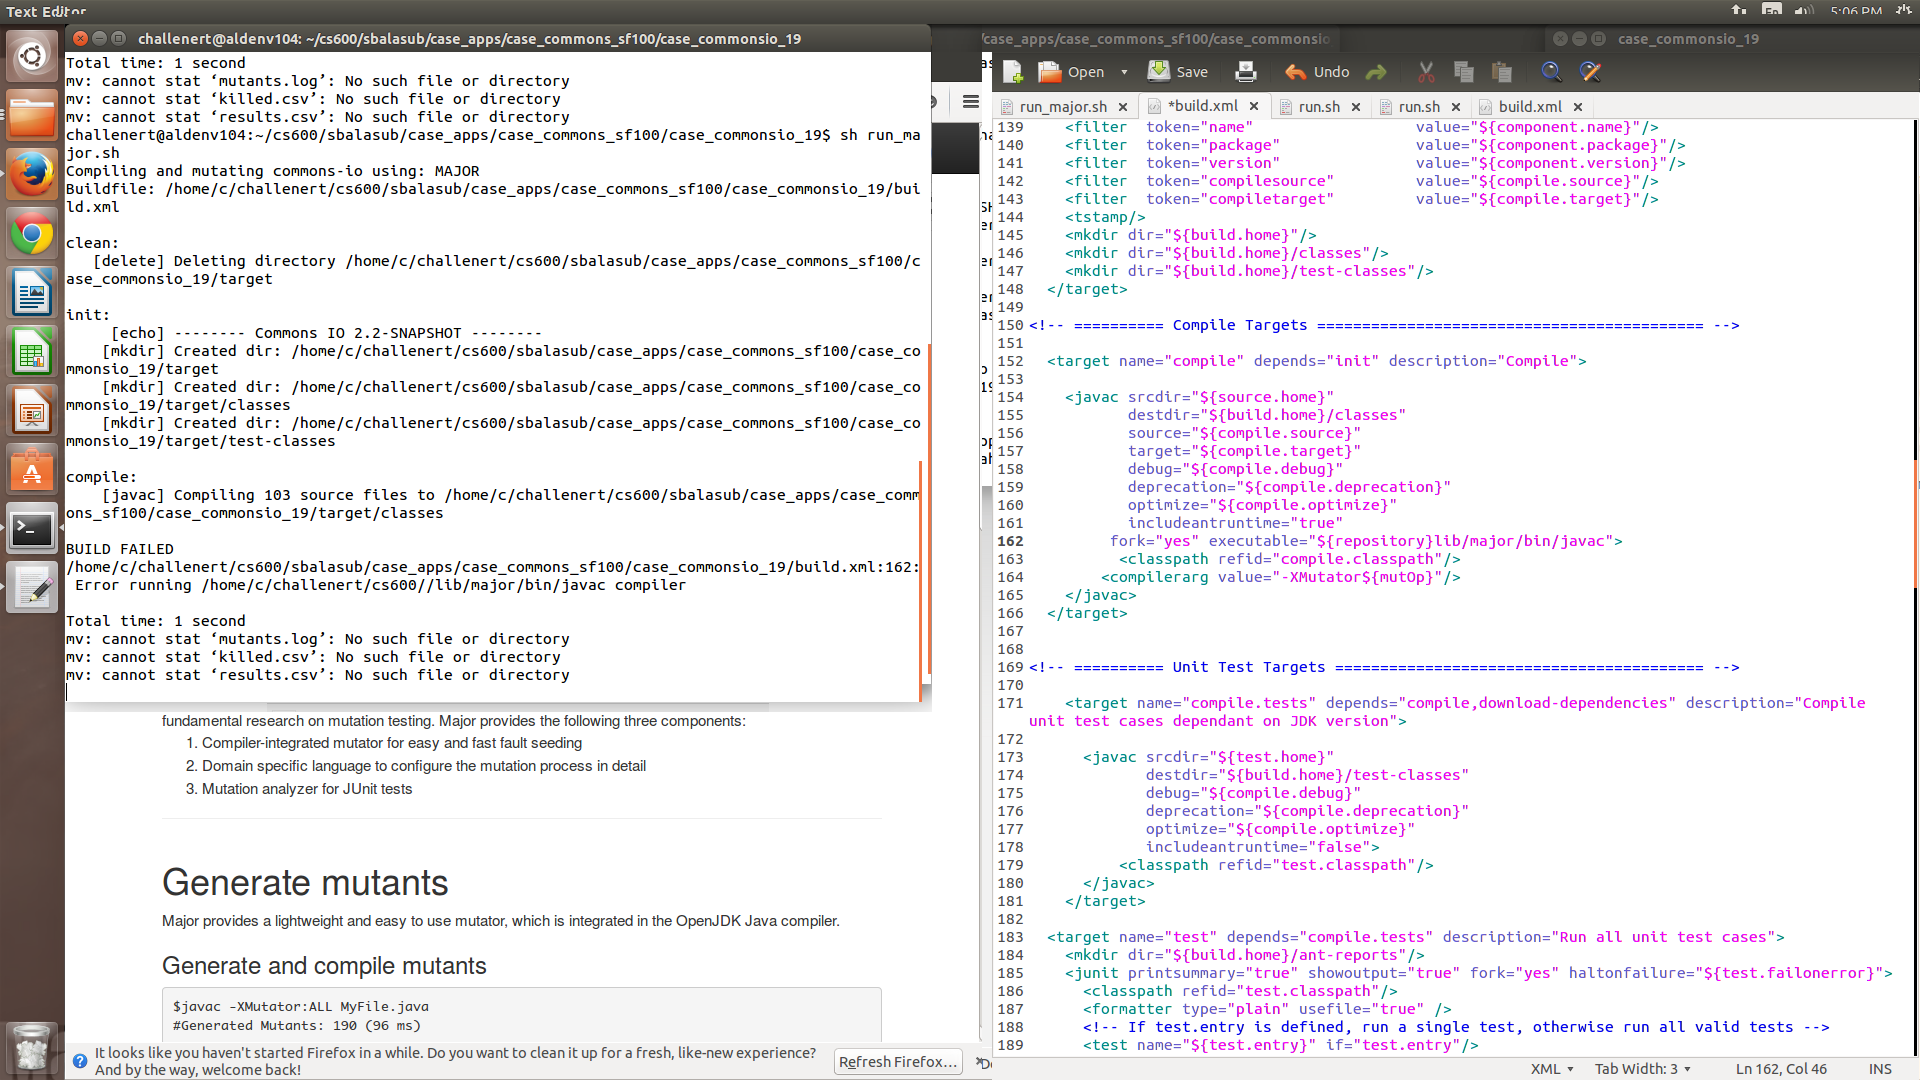 Text Editor
En
5:06 PM
challenert@aldenv104: ~/cs600/sbalasub/case_apps/case_commons_sf100/case_commonsio_19
Total time: 1 second
mv: cannot stat ‘mutants.log’: No such file or directory
mv: cannot stat ‘killed.csv’: No such file or directory
mv: cannot stat ‘results.csv’: No such file or directory
challenert@aldenv104:~/cs600/sbalasub/case_apps/case_commons_sf100/case_commonsio_19$ sh run_ma
jor.sh
Compiling and mutating commons-io using: MAJOR
Buildfile: /home/c/challenert/cs600/sbalasub/case_apps/case_commons_sf100/case_commonsio_19/bui
ld.xml
clean:
[delete] Deleting directory /home/c/challenert/cs600/sbalasub/case_apps/case_commons_sf100/c
ase_commonsio_19/target
init:
[echo] -------- Commons IO 2.2-SNAPSHOT --------
[mkdir] Created dir: /home/c/challenert/cs600/sbalasub/case_apps/case_commons_sf100/case_co
mmonsio_19/target
[mkdir] Created dir: /home/c/challenert/cs600/sbalasub/case_apps/case_commons_sf100/case_co
mmonsio_19/target/classes
[mkdir] Created dir: /home/c/challenert/cs600/sbalasub/case_apps/case_commons_sf100/case_co
mmonsio_19/target/test-classes
compile:
[javac] Compiling 103 source files to /home/c/challenert/cs600/sbalasub/case_apps/case_comm
ons_sf100/case_commonsio_19/target/classes
BUILD FAILED
/home/c/challenert/cs600/sbalasub/case_apps/case_commons_sf100/case_commonsio_19/build.xml:162:
Error running /home/c/challenert/cs600//lib/major/bin/javac compiler
Total time: 1 second
mv: cannot stat ‘mutants.log’: No such file or directory
mv: cannot stat ‘killed.csv’: No such file or directory
mv: cannot stat ‘results.csv’: No such file or directory
fundamental research on mutation testing. Major provides the following three components:
1. Compiler-integrated mutator for easy and fast fault seeding
2. Domain specific language to configure the mutation process in detail
3. Mutation analyzer for JUnit tests
Generate mutants
Major provides a lightweight and easy to use mutator, which is integrated in the OpenJDK Java compiler.
Generate and compile mutants
$javac -XMutator:ALL MyFile.java
#Generated Mutants: 190 (96 ms)
It looks like you haven't started Firefox in a while. Do you want to clean it up for a fresh, like-new experience?
And by the way, welcome back!
Refresh Firefox…
/case_apps/case_commons_sf100/case_commonsio
case_commonsio_19
Open
Save
Undo
run_major.sh
*build.xml
run.sh
run.sh
build.xml
139 <filter token="name" value="${component.name}"/>
140 <filter token="package" value="${component.package}"/>
141 <filter token="version" value="${component.version}"/>
142 <filter token="compilesource" value="${compile.source}"/>
143 <filter token="compiletarget" value="${compile.target}"/>
144 <tstamp/>
145 <mkdir dir="${build.home}"/>
146 <mkdir dir="${build.home}/classes"/>
147 <mkdir dir="${build.home}/test-classes"/>
148 </target>
149
150 <!-- ========== Compile Targets =========================================== -->
151
152 <target name="compile" depends="init" description="Compile">
153
154 <javac srcdir="${source.home}"
155 destdir="${build.home}/classes"
156 source="${compile.source}"
157 target="${compile.target}"
158 debug="${compile.debug}"
159 deprecation="${compile.deprecation}"
160 optimize="${compile.optimize}"
161 includeantruntime="true"
162 fork="yes" executable="${repository}lib/major/bin/javac">
163 <classpath refid="compile.classpath"/>
164 <compilerarg value="-XMutator${mutOp}"/>
165 </javac>
166 </target>
167
168
169 <!-- ========== Unit Test Targets ========================================= -->
170
171 <target name="compile.tests" depends="compile,download-dependencies" description="Compile
unit test cases dependant on JDK version">
172
173 <javac srcdir="${test.home}"
174 destdir="${build.home}/test-classes"
175 debug="${compile.debug}"
176 deprecation="${compile.deprecation}"
177 optimize="${compile.optimize}"
178 includeantruntime="false">
179 <classpath refid="test.classpath"/>
180 </javac>
181 </target>
182
183 <target name="test" depends="compile.tests" description="Run all unit test cases">
184 <mkdir dir="${build.home}/ant-reports"/>
185 <junit printsummary="true" showoutput="true" fork="yes" haltonfailure="${test.failonerror}">
186 <classpath refid="test.classpath"/>
187 <formatter type="plain" usefile="true" />
188 <!-- If test.entry is defined, run a single test, otherwise run all valid tests -->
189 <test name="${test.entry}" if="test.entry"/>
XML
Tab Width: 3
Ln 162, Col 46
INS